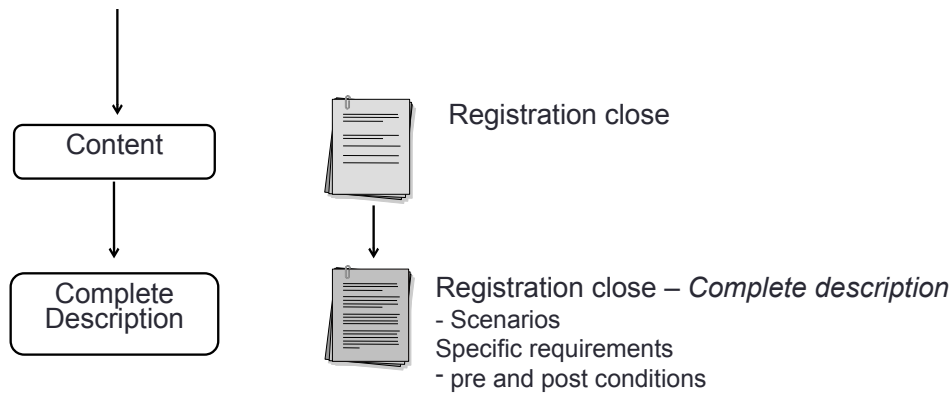 Content
Registration close
Complete
Description
Registration close – Complete description
- Scenarios
Specific requirements
- pre and post conditions